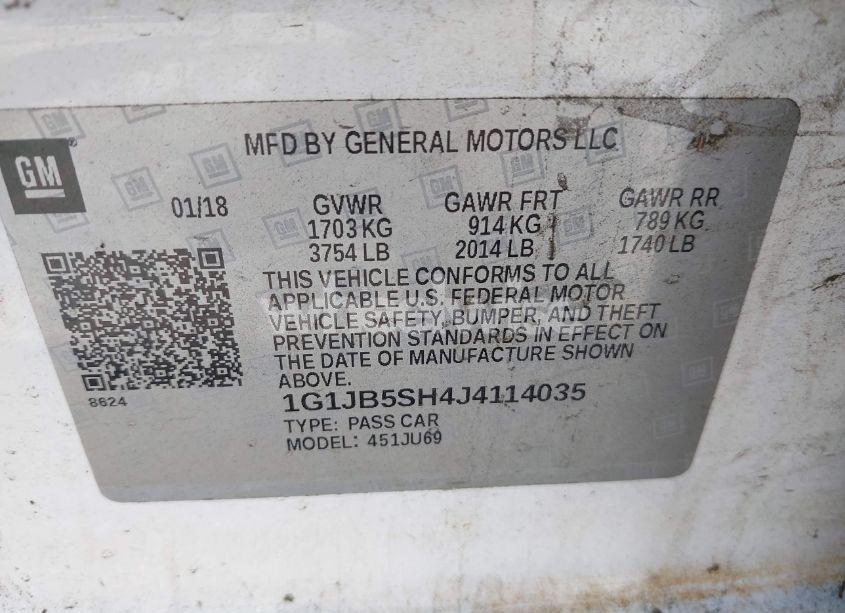 GM
MFD BY GENERAL MOTORS LLC
01/18 GVWR GAWR FRT GAWR RR
1703 KG 914 KG 789 KG
3754 LB 2014 LB 1740 LB
THIS VEHICLE CONFORMS TO ALL
APPLICABLE U.S. FEDERAL MOTOR
VEHICLE SAFETY, BUMPER, AND THEFT
PREVENTION STANDARDS IN EFFECT ON
THE DATE OF MANUFACTURE SHOWN
ABOVE.
8624
1G1JB5SH4J4114035
TYPE: PASS CAR
MODEL: 451JU69